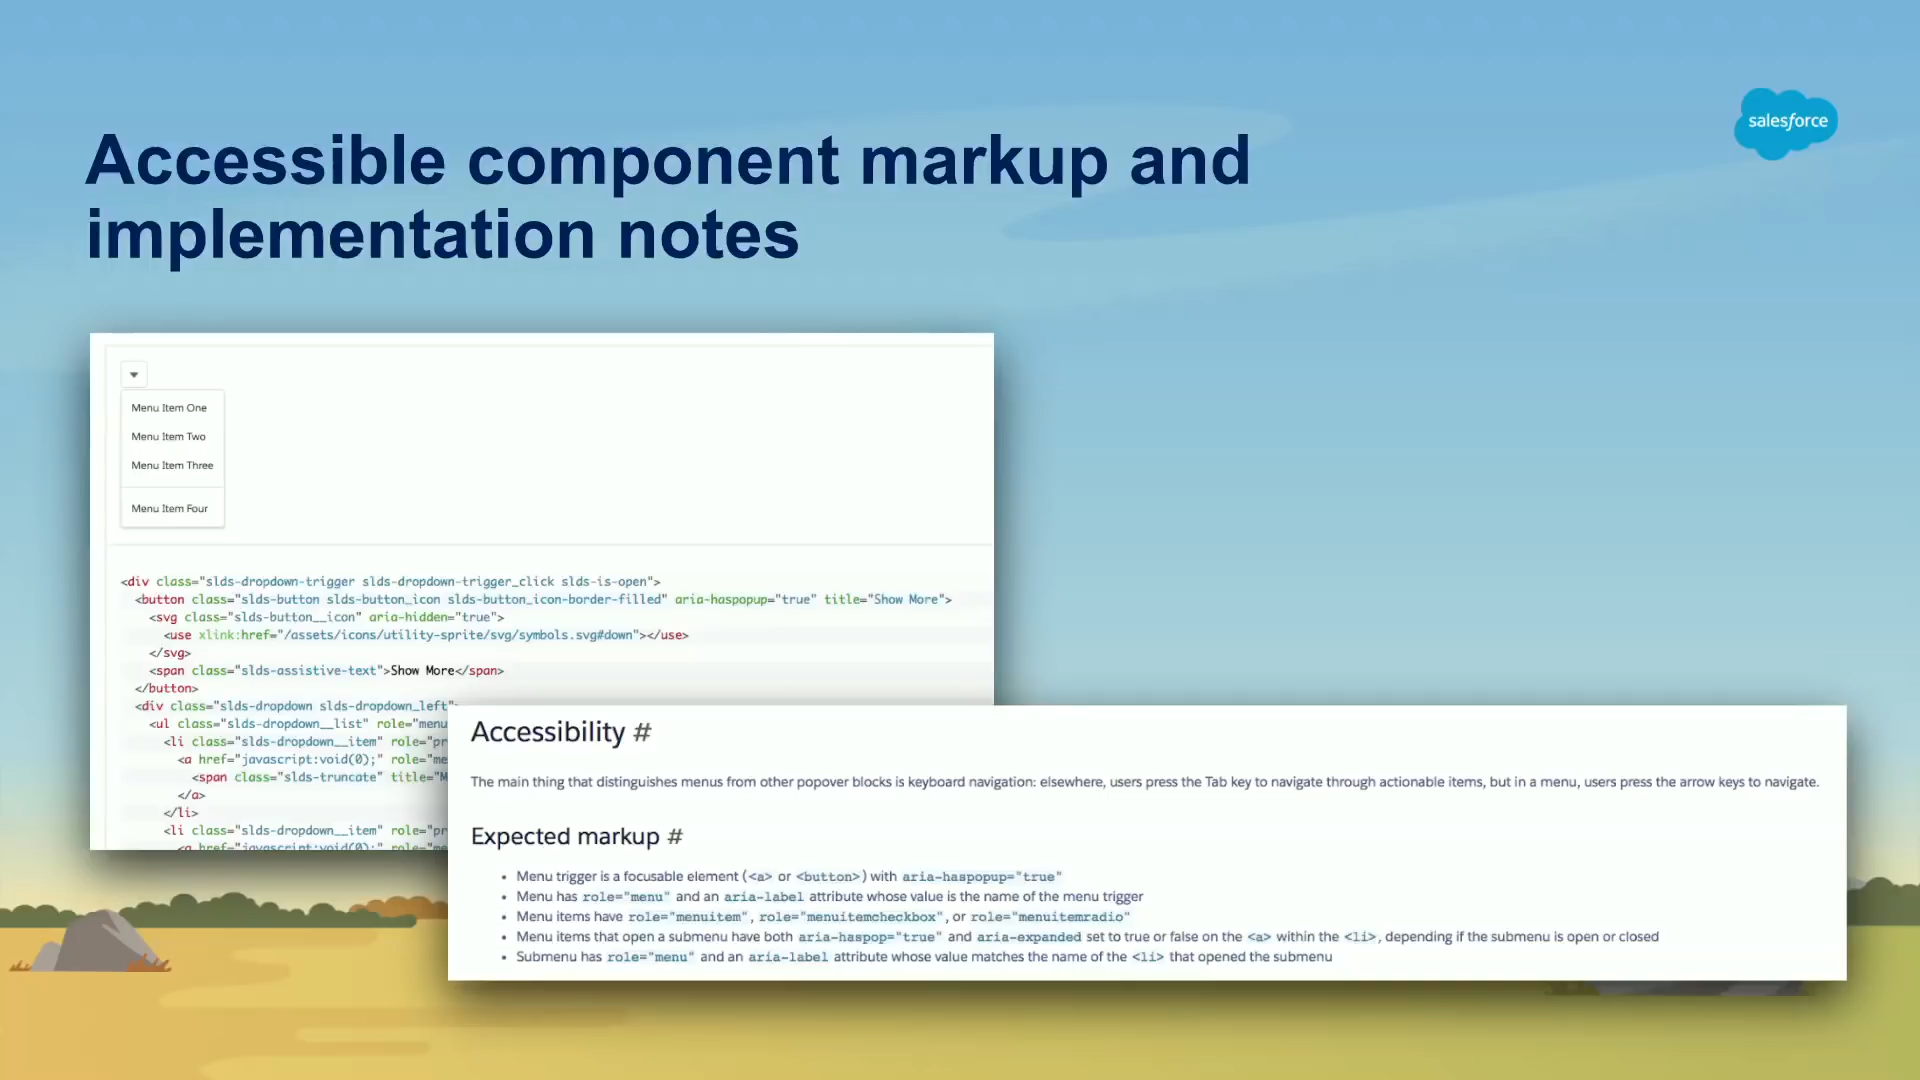 salesforce
Accessible component markup and
implementation notes
Menu Item One
Menu Item Two
Menu Item Three
Menu Item Four
<div class="slds-dropdown-trigger slds-dropdown-trigger_click slds-is-open">
<button class="slds-button slds-button_icon slds-button_icon-border-filled" aria-haspopup="true" title="Show More">
<svg class="slds-button__icon" aria-hidden="true">
<use xlink:href="/assets/icons/utility-sprite/svg/symbols.svg#down"></use>
</svg>
<span class="slds-assistive-text">Show More</span>
</button>
<div class="slds-dropdown slds-dropdown_left"
<ul class="slds-dropdown__list" role="menu
<li class="slds-dropdown__item" role="pr
<a href="javascript:void(0);" role="me
<span class="slds-truncate" title="M
</a>
</li>
<li class="slds-dropdown__item" role="pr
<a href="javascript:void(0);" role="me
Accessibility #
The main thing that distinguishes menus from other popover blocks is keyboard navigation: elsewhere, users press the Tab key to navigate through actionable items, but in a menu, users press the arrow keys to navigate.
Expected markup #
• Menu trigger is a focusable element (<a> or <button>) with aria-haspopup="true"
• Menu has role="menu" and an aria-label attribute whose value is the name of the menu trigger
• Menu items have role="menuitem", role="menuitemcheckbox", or role="menuitemradio"
• Menu items that open a submenu have both aria-haspop="true" and aria-expanded set to true or false on the <a> within the <li>, depending if the submenu is open or closed
• Submenu has role="menu" and an aria-label attribute whose value matches the name of the <li> that opened the submenu